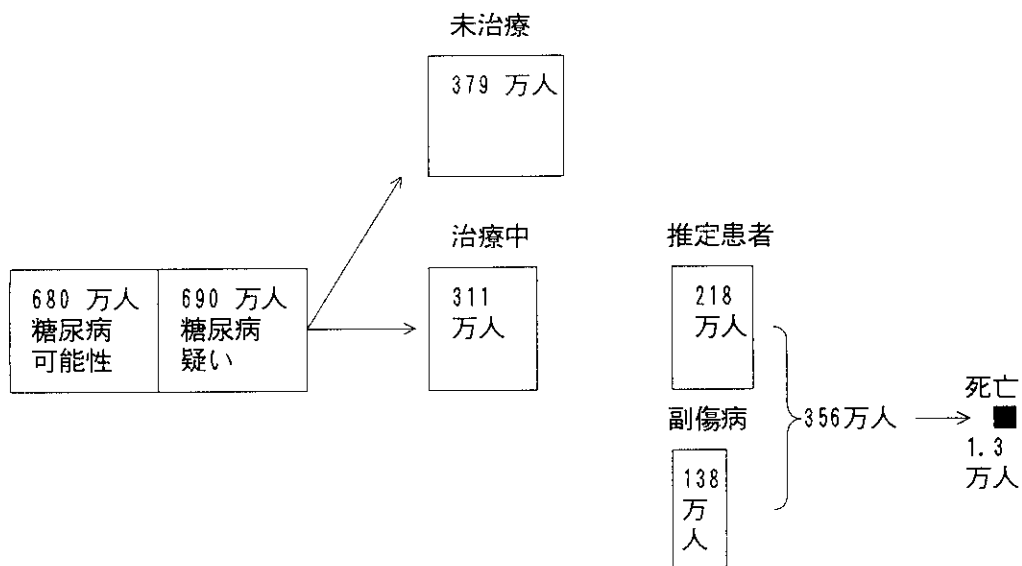 未治療
379 万人
治療中
311
万人
680 万人
糖尿病
可能性
690 万人
糖尿病
疑い
推定患者
218
万人
副傷病
138
万
人
356万人
死亡
1.3
万人